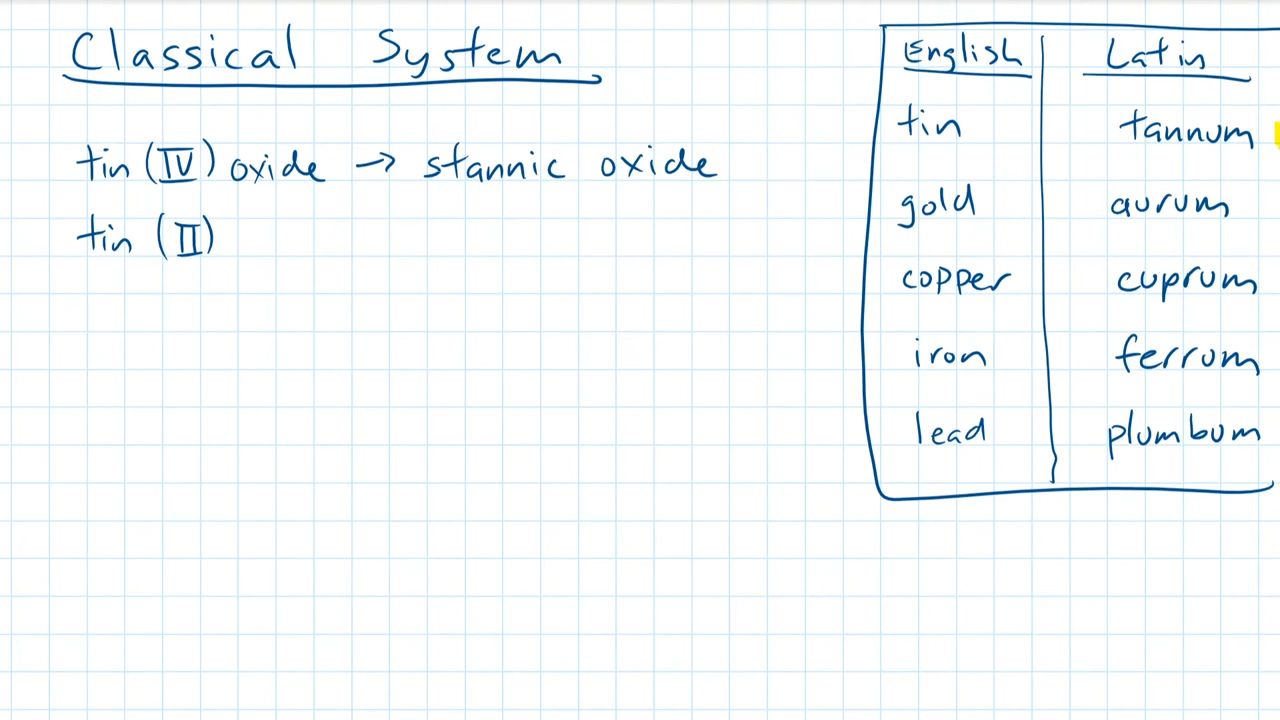 Classical System
tin (IV) oxide → stannic oxide
tin (II)
English Latin
tin tannum
gold aurum
copper cuprum
iron ferrum
lead plumbum